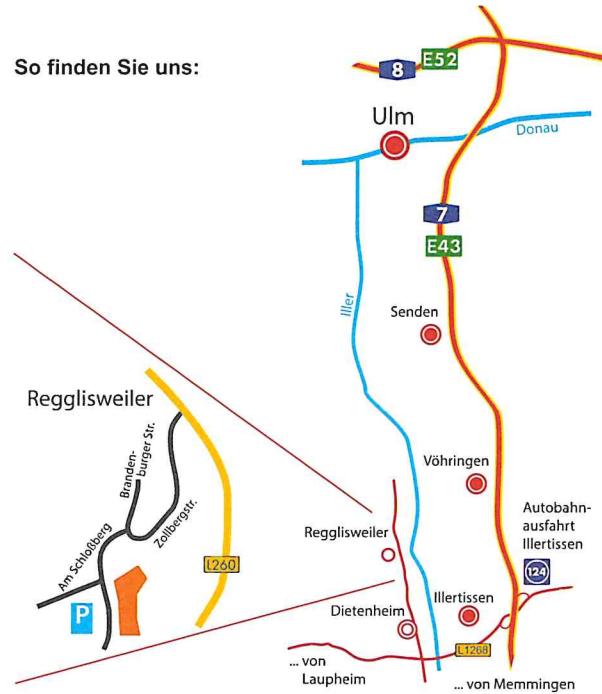 So finden Sie uns:
8
E52
Ulm
Donau
7
E43
Iller
Senden
Regglisweiler
Branden-
burger Str.
Zollbergstr.
Am Schloßberg
L260
P
Vöhringen
Autobahn-
ausfahrt
Illertissen
124
Regglisweiler
Dietenheim
Illertissen
L1268
... von
Laupheim
... von Memmingen